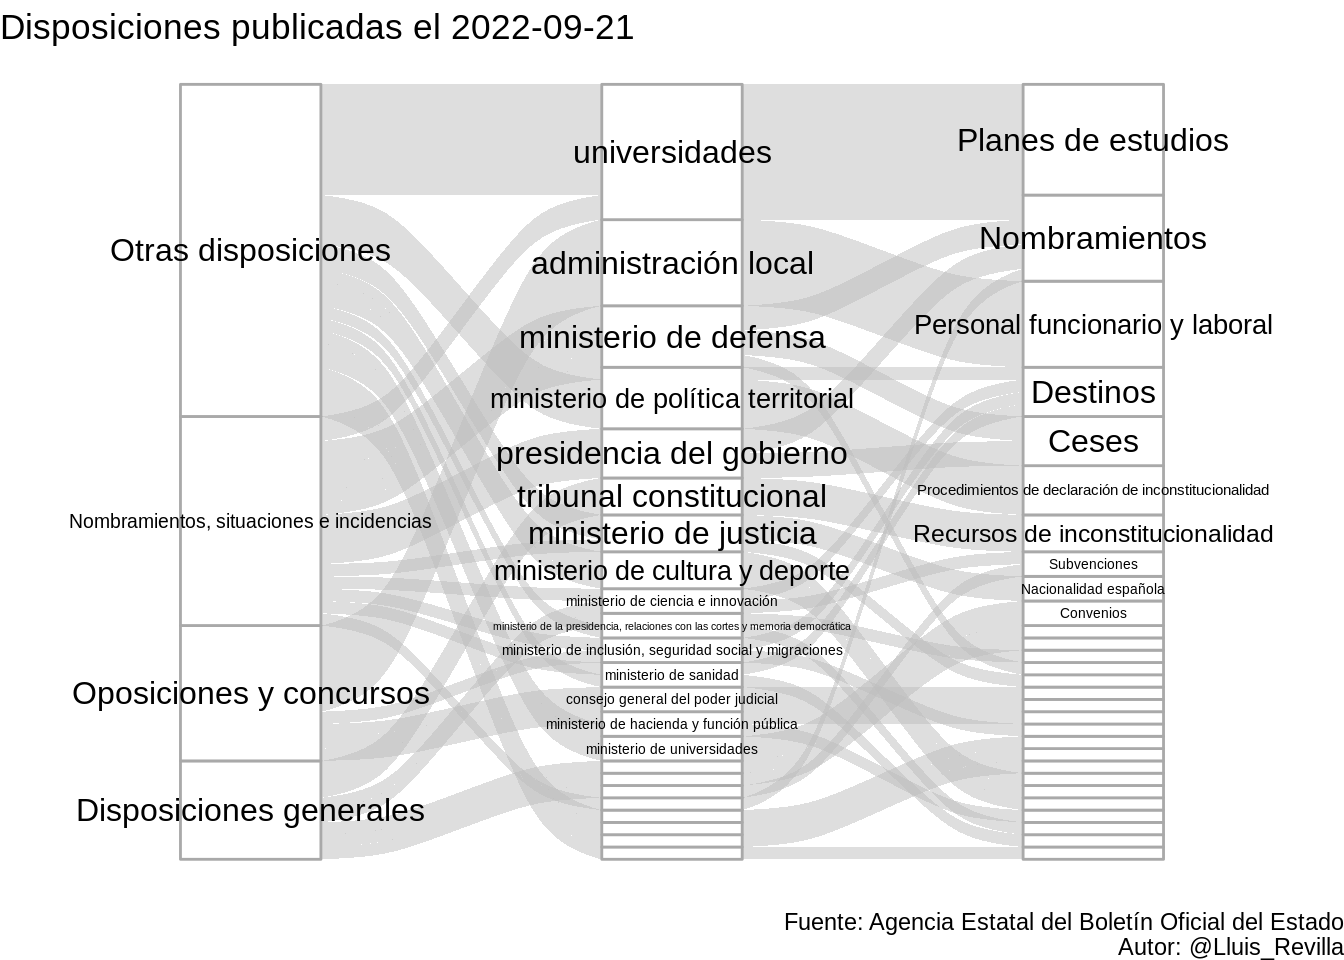 Disposiciones publicadas el 2022-09-21
Otras disposiciones
Nombramientos, situaciones e incidencias
Oposiciones y concursos
Disposiciones generales
universidades
administración local
ministerio de defensa
ministerio de política territorial
presidencia del gobierno
tribunal constitucional
ministerio de justicia
ministerio de cultura y deporte
ministerio de ciencia e innovación
ministerio de la presidencia, relaciones con las cortes y memoria democrática
ministerio de inclusión, seguridad social y migraciones
ministerio de sanidad
consejo general del poder judicial
ministerio de hacienda y función pública
ministerio de universidades
Planes de estudios
Nombramientos
Personal funcionario y laboral
Destinos
Ceses
Procedimientos de declaración de inconstitucionalidad
Recursos de inconstitucionalidad
Subvenciones
Nacionalidad española
Convenios
Fuente: Agencia Estatal del Boletín Oficial del Estado
Autor: @Lluis_Revilla